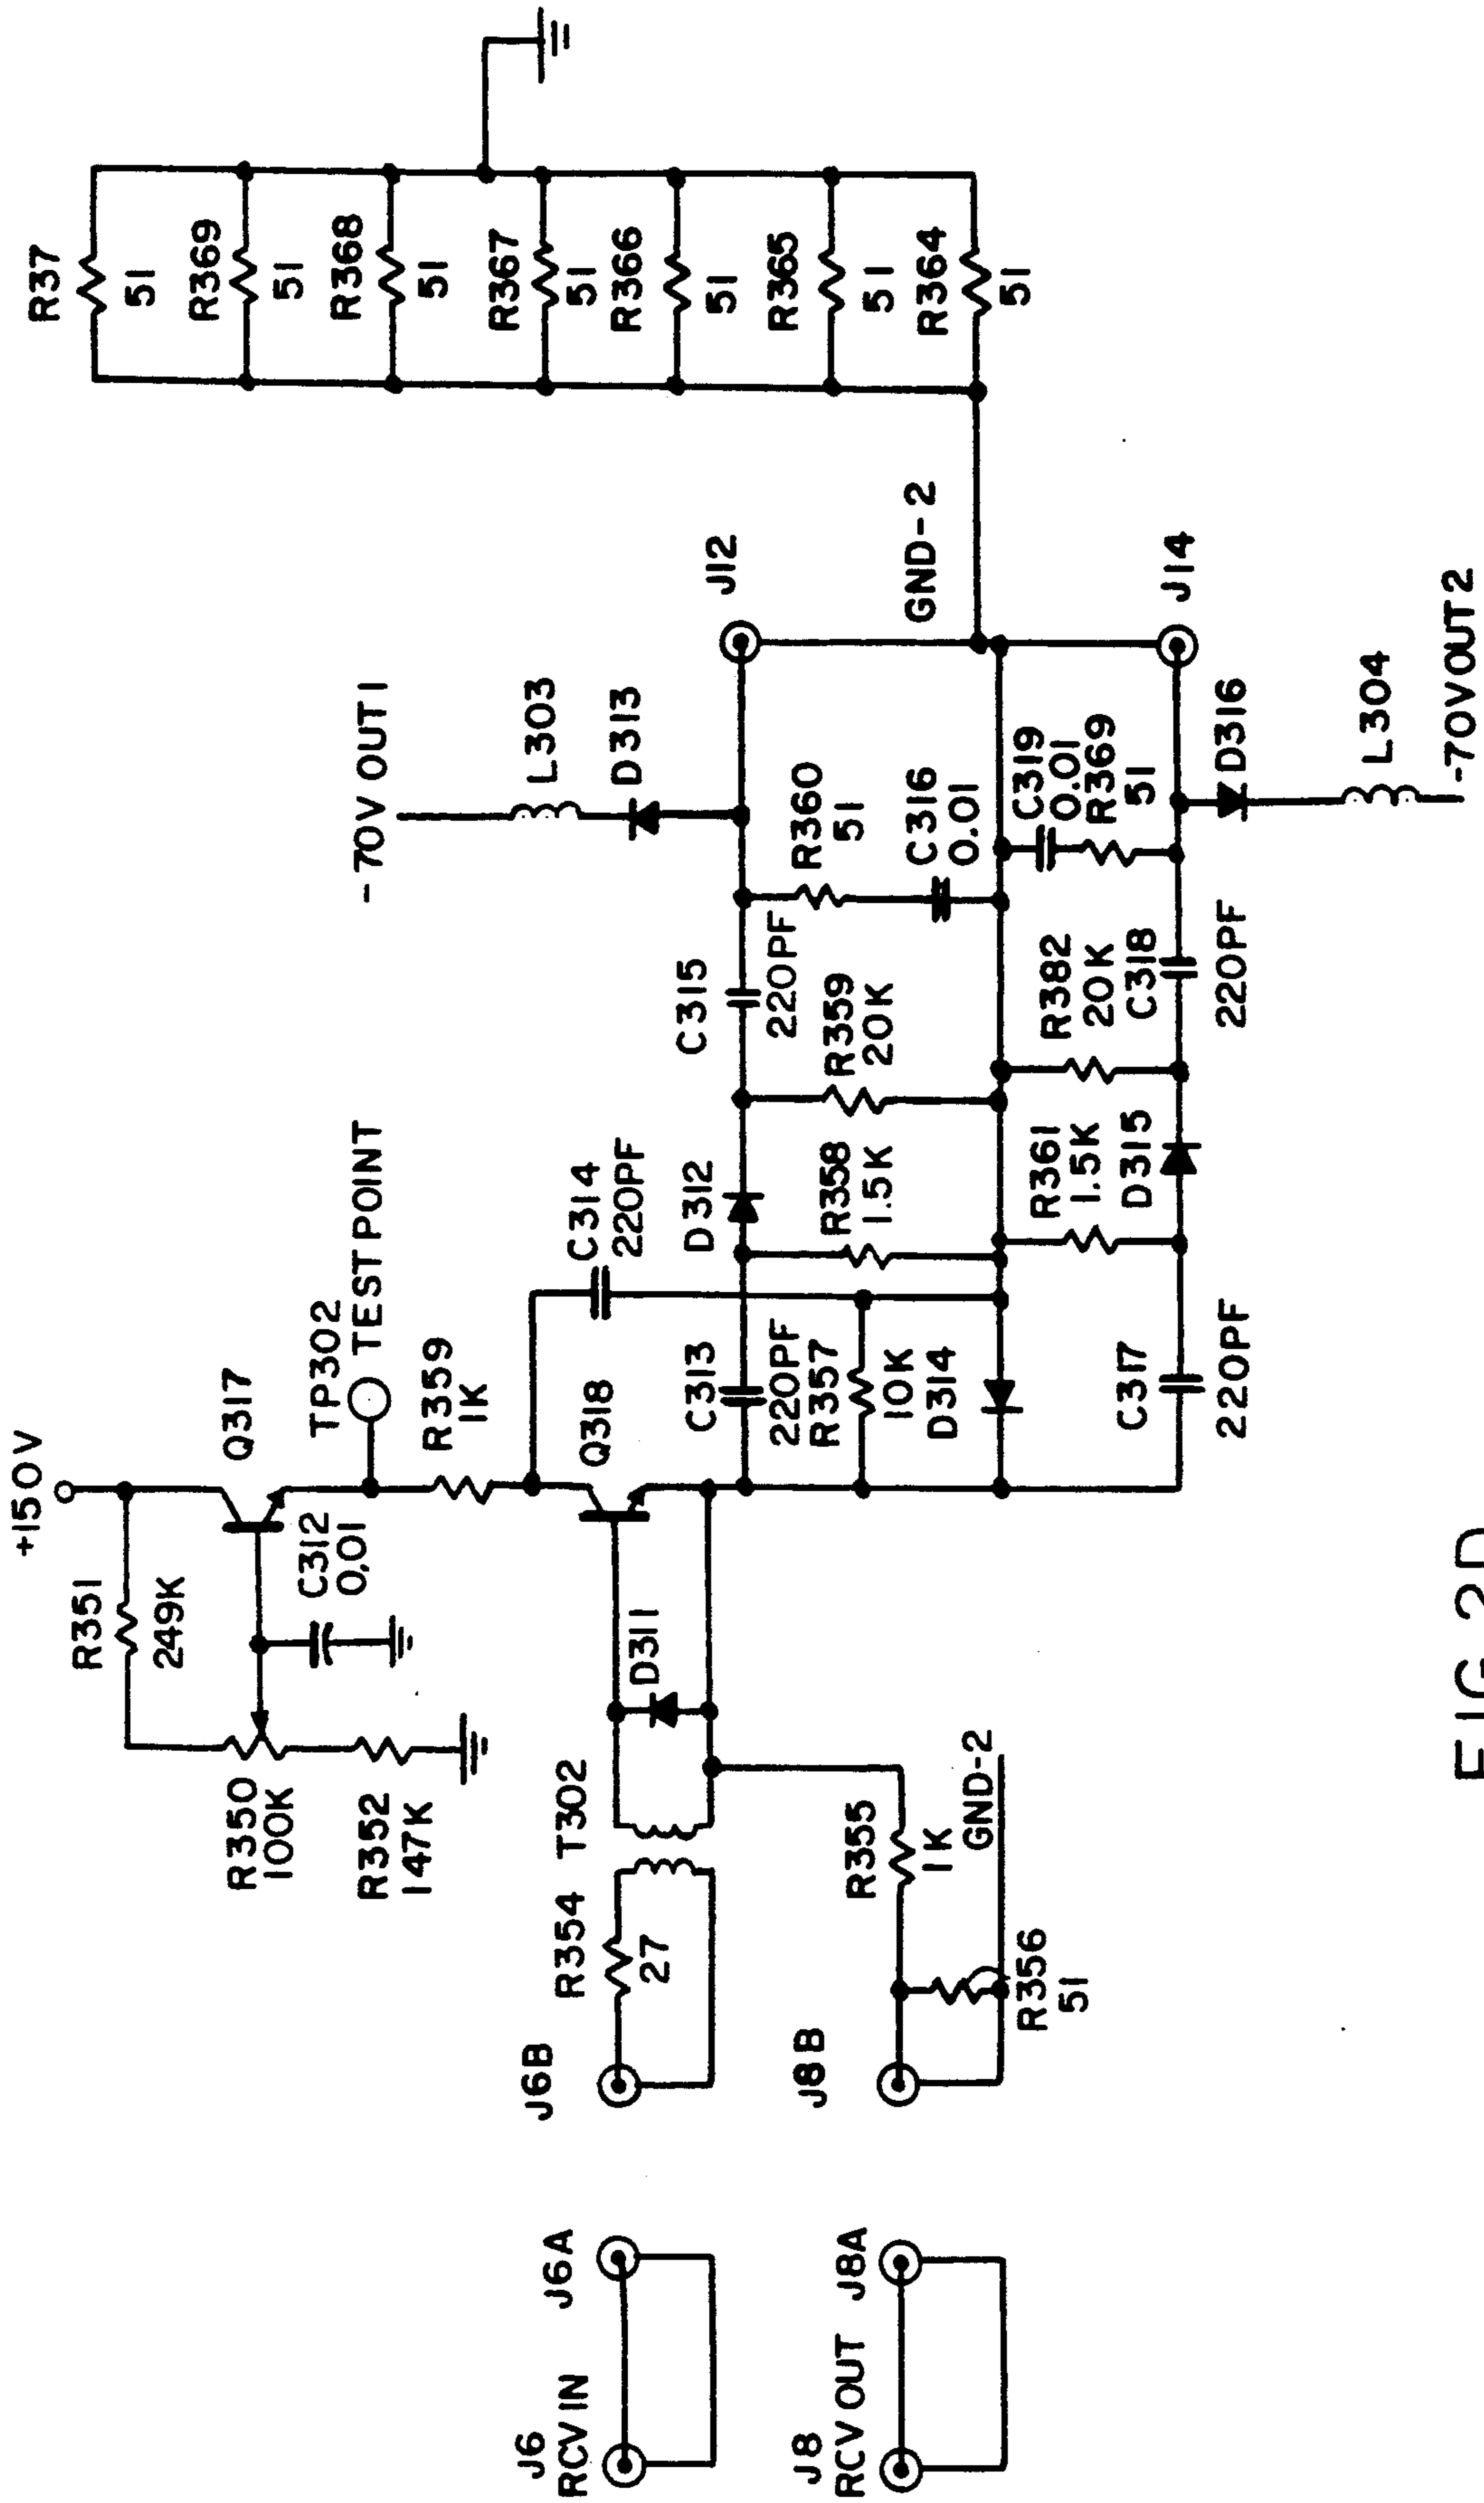 +150V
R351
249K
Q317
TP302
TEST POINT
C312
0.01
R350
100K
R352
147K
R359
1K
-70V OUT1
L303
D313
J12
R37
51
R369
51
R368
51
R367
51
R366
51
R365
51
R364
51
GND-2
J6
RCV IN
J6A
J6B
R354
27
T302
D311
Q318
C314
220PF
C313
220PF
D312
C315
220PF
R357
10K
D314
R358
1.5K
R359
20K
R360
51
C316
0.01
J8
RCV OUT
J8A
J8B
R355
1K
GND-2
R356
51
C317
220PF
R361
1.5K
D315
R382
20K
C318
220PF
C319
0.01
R369
51
D316
J14
L304
-70VOUT2